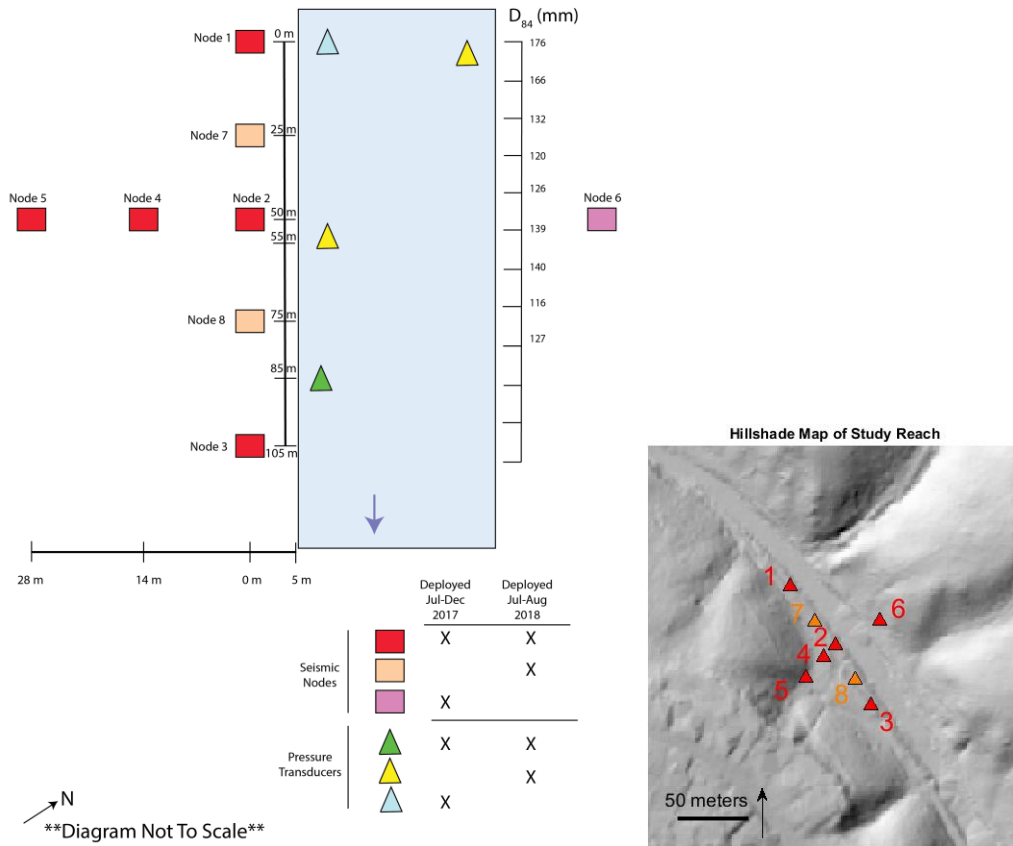 D84 (mm)
Node 1
0 m
176
166
132
Node 7
25 m
120
126
Node 5
Node 4
Node 2
Node 6
50 m
139
55 m
140
116
Node 8
75 m
127
85 m
Node 3
105 m
28 m
14 m
0 m
5 m
Deployed
Jul-Dec
2017
Deployed
Jul-Aug
2018
Seismic
Nodes
X
X
X
X
Pressure
Transducers
X
X
X
X
N
**Diagram Not To Scale**
Hillshade Map of Study Reach
1
7
6
2
4
5
8
3
50 meters